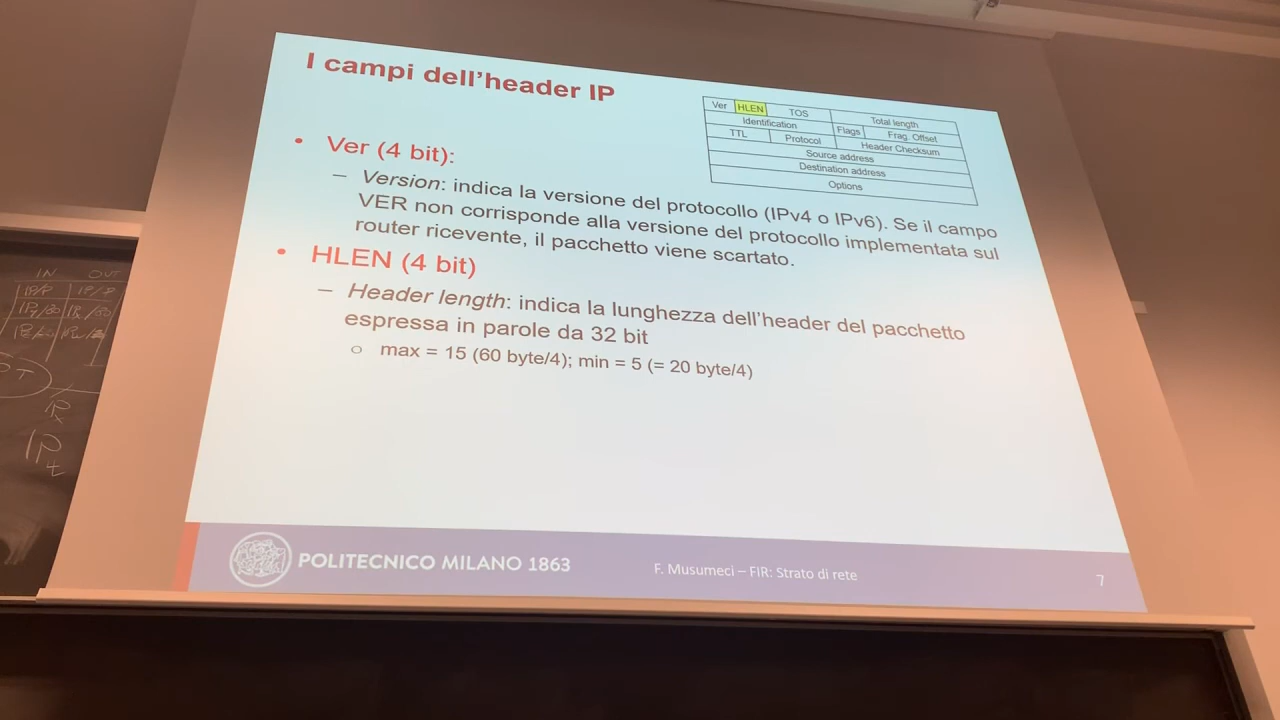 I campi dell'header IP
Ver HLEN TOS Total length
Identification Flags Frag. Offset
TTL Protocol Header Checksum
Source address
Destination address
Options
• Ver (4 bit):
– Version: indica la versione del protocollo (IPv4 o IPv6). Se il campo
VER non corrisponde alla versione del protocollo implementata sul
router ricevente, il pacchetto viene scartato.
• HLEN (4 bit)
– Header length: indica la lunghezza dell'header del pacchetto
espressa in parole da 32 bit
○ max = 15 (60 byte/4); min = 5 (= 20 byte/4)
POLITECNICO MILANO 1863
F. Musumeci – FIR: Strato di rete
7
IN OUT
IP/P IP/P